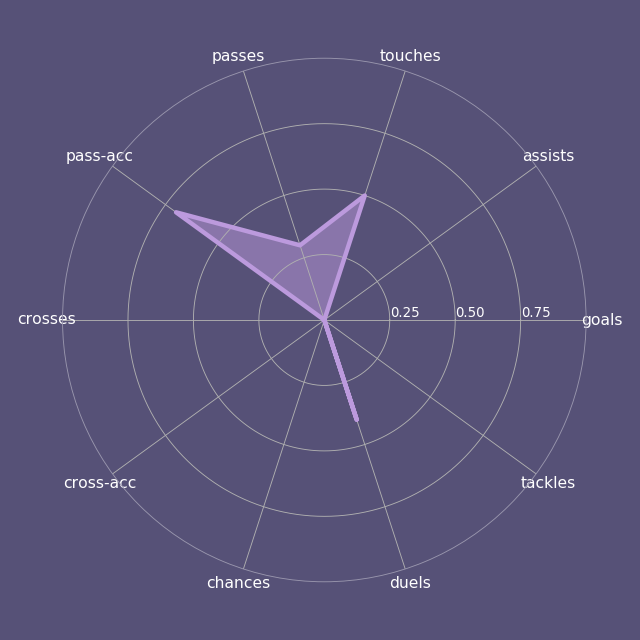 passes
touches
pass-acc
assists
0.25
0.50
0.75
crosses
goals
cross-acc
tackles
chances
duels